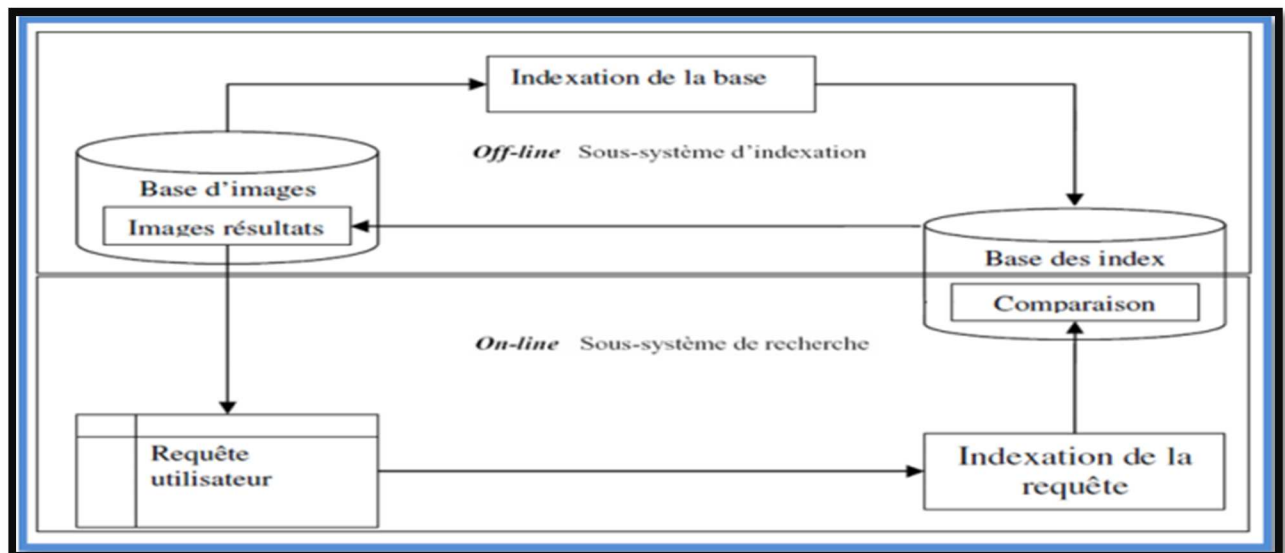 Indexation de la base
Off-line Sous-système d'indexation
Base d'images
Images résultats
Base des index
Comparaison
On-line Sous-système de recherche
Requête
utilisateur
Indexation de la
requête